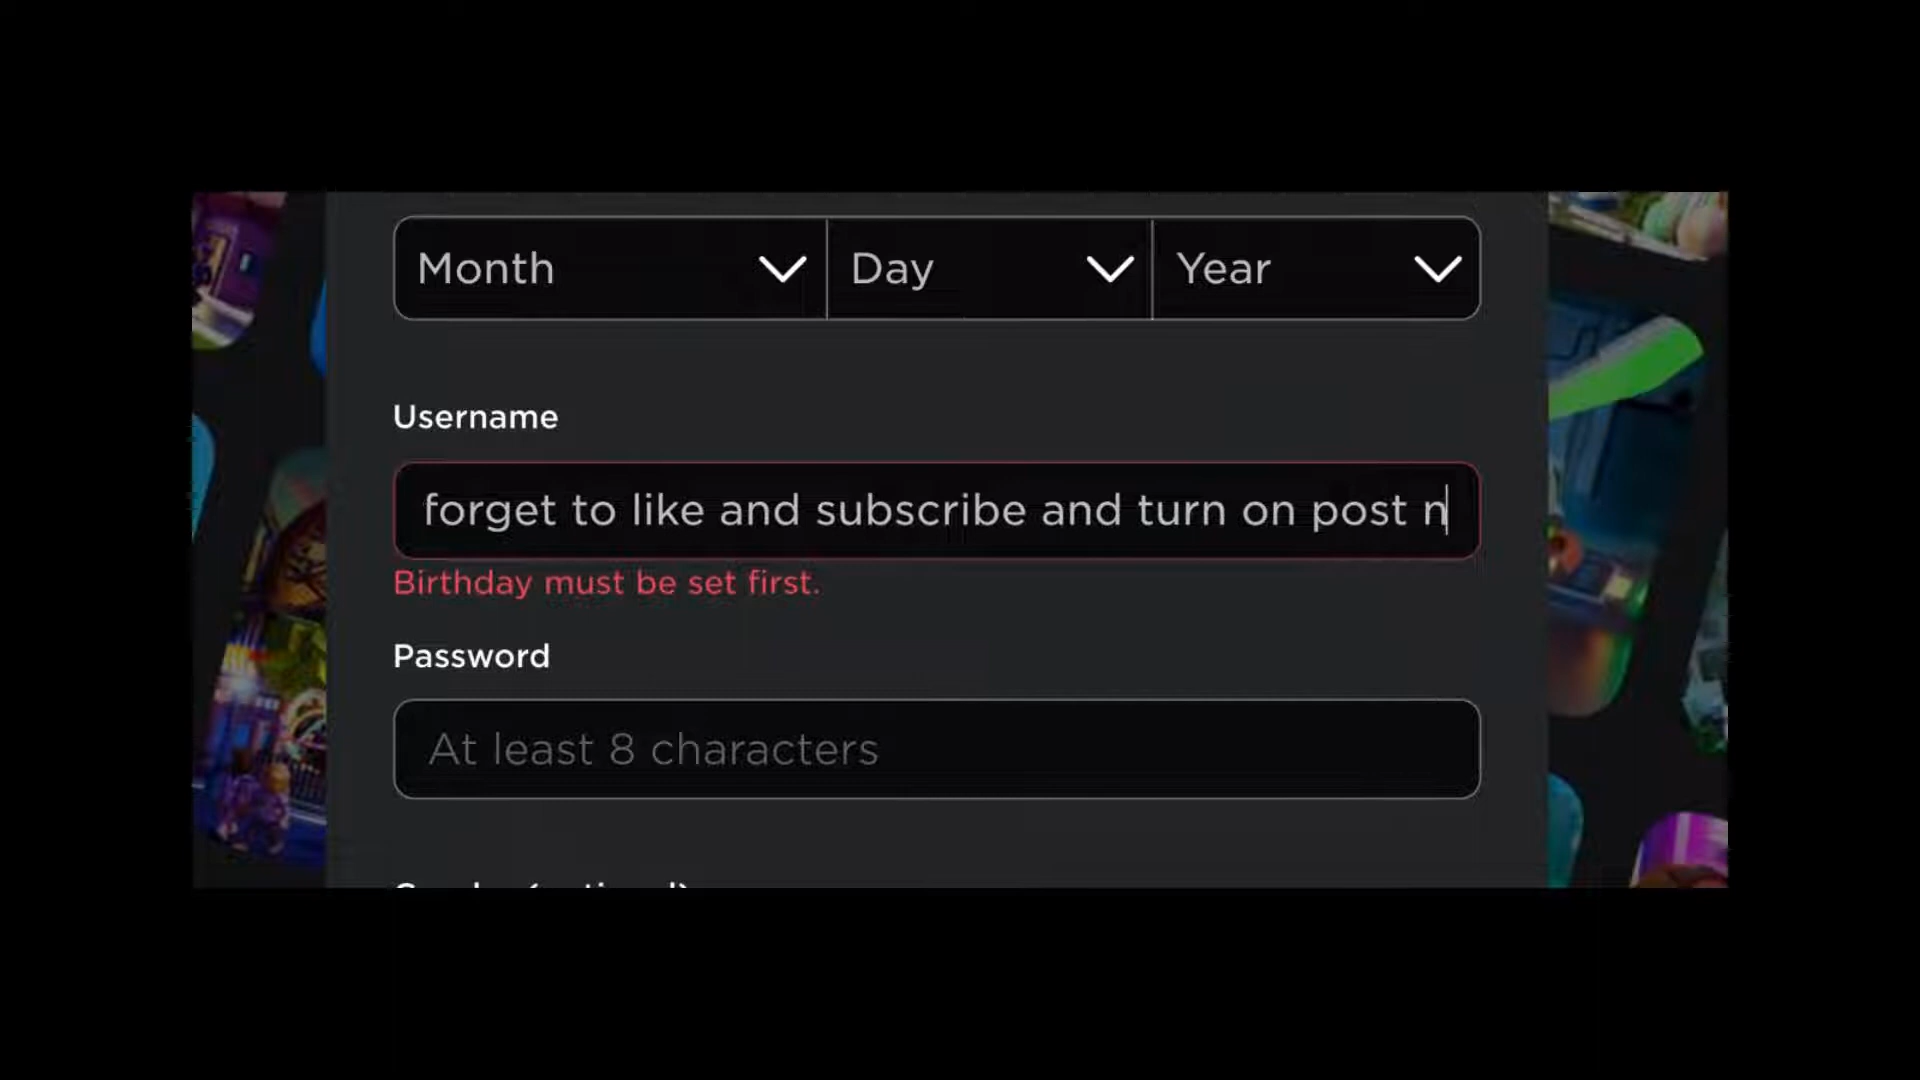 Month Day Year
Username
forget to like and subscribe and turn on post n
Birthday must be set first.
Password
At least 8 characters